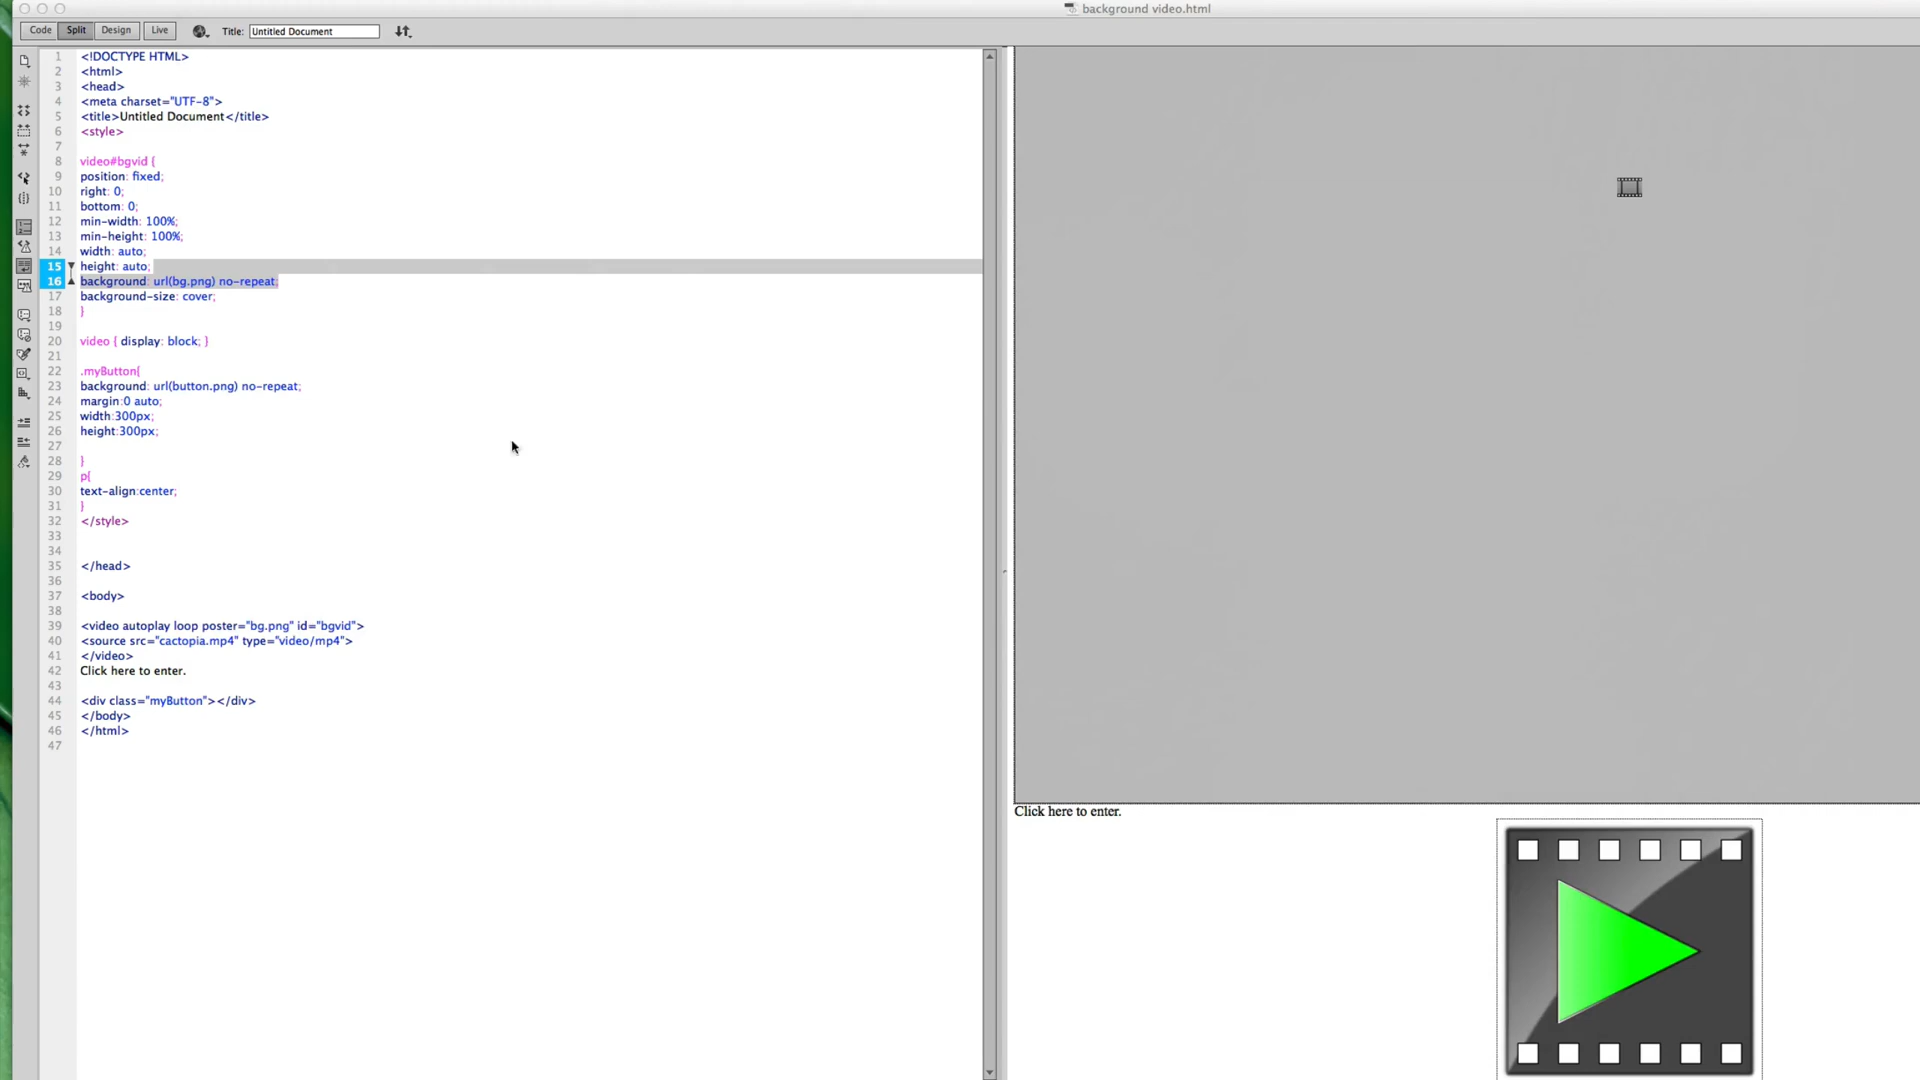 background video.html
Code Split Design Live Title: Untitled Document
1 <!DOCTYPE HTML>
2 <html>
3 <head>
4 <meta charset="UTF-8">
5 <title>Untitled Document</title>
6 <style>
7
8 video#bgvid {
9 position: fixed;
10 right: 0;
11 bottom: 0;
12 min-width: 100%;
13 min-height: 100%;
14 width: auto;
15 height: auto;
16 background: url(bg.png) no-repeat;
17 background-size: cover;
18 }
19
20 video { display: block; }
21
22 .myButton{
23 background: url(button.png) no-repeat;
24 margin:0 auto;
25 width:300px;
26 height:300px;
27
28 }
29 p{
30 text-align:center;
31 }
32 </style>
33
34
35 </head>
36
37 <body>
38
39 <video autoplay loop poster="bg.png" id="bgvid">
40 <source src="cactopia.mp4" type="video/mp4">
41 </video>
42 Click here to enter.
43
44 <div class="myButton"></div>
45 </body>
46 </html>
47
Click here to enter.